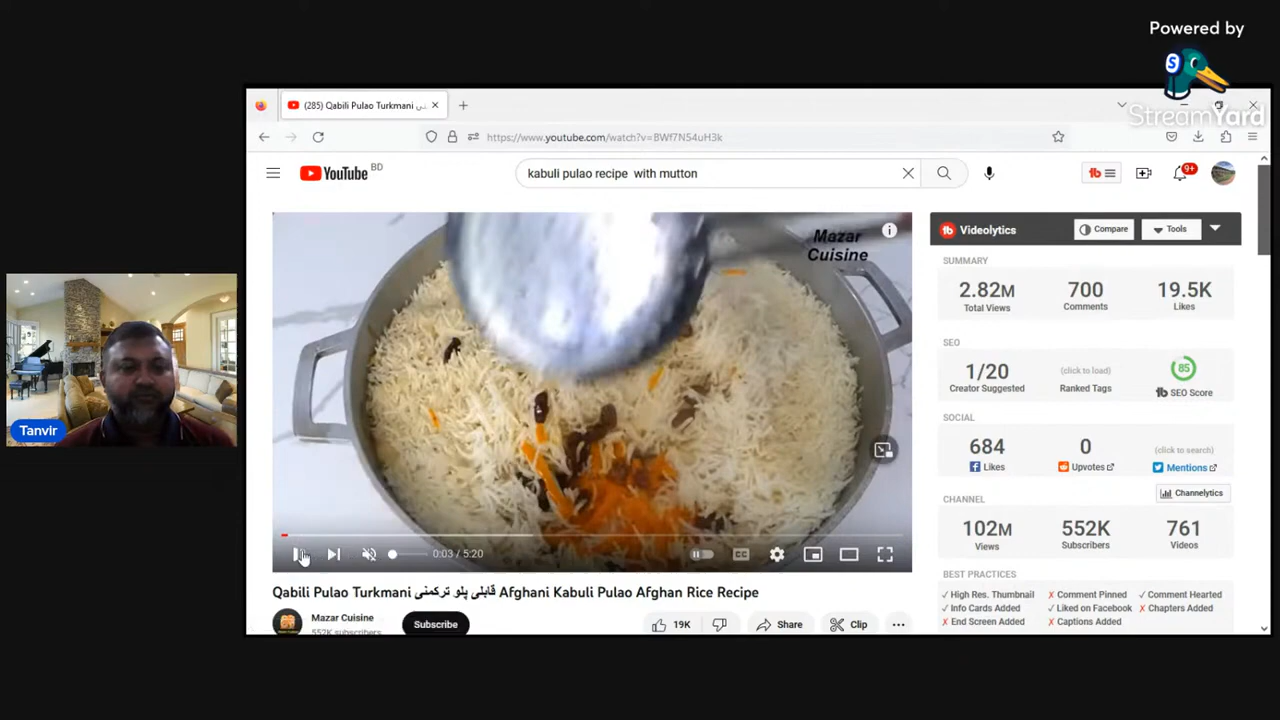 Powered by
StreamYard
(285) Qabili Pulao Turkmani
https://www.youtube.com/watch?v=BWf7N54uH3k
YouTube BD
kabuli pulao recipe with mutton
9+
Mazar
Cuisine
0:03 / 5:20
CC
Qabili Pulao Turkmani قابلی پلو ترکمنی Afghani Kabuli Pulao Afghan Rice Recipe
Mazar Cuisine
552K subscribers
Subscribe
19K
Share
Clip
Tanvir
Videolytics
Compare
Tools
SUMMARY
2.82M 700 19.5K
Total Views Comments Likes
SEO
1/20 (click to load) 85
Creator Suggested Ranked Tags SEO Score
SOCIAL
684 0 (click to search)
Likes Upvotes Mentions
Channelytics
CHANNEL
102M 552K 761
Views Subscribers Videos
BEST PRACTICES
✓ High Res. Thumbnail ✗ Comment Pinned ✓ Comment Hearted
✓ Info Cards Added ✓ Liked on Facebook ✗ Chapters Added
✗ End Screen Added ✗ Captions Added